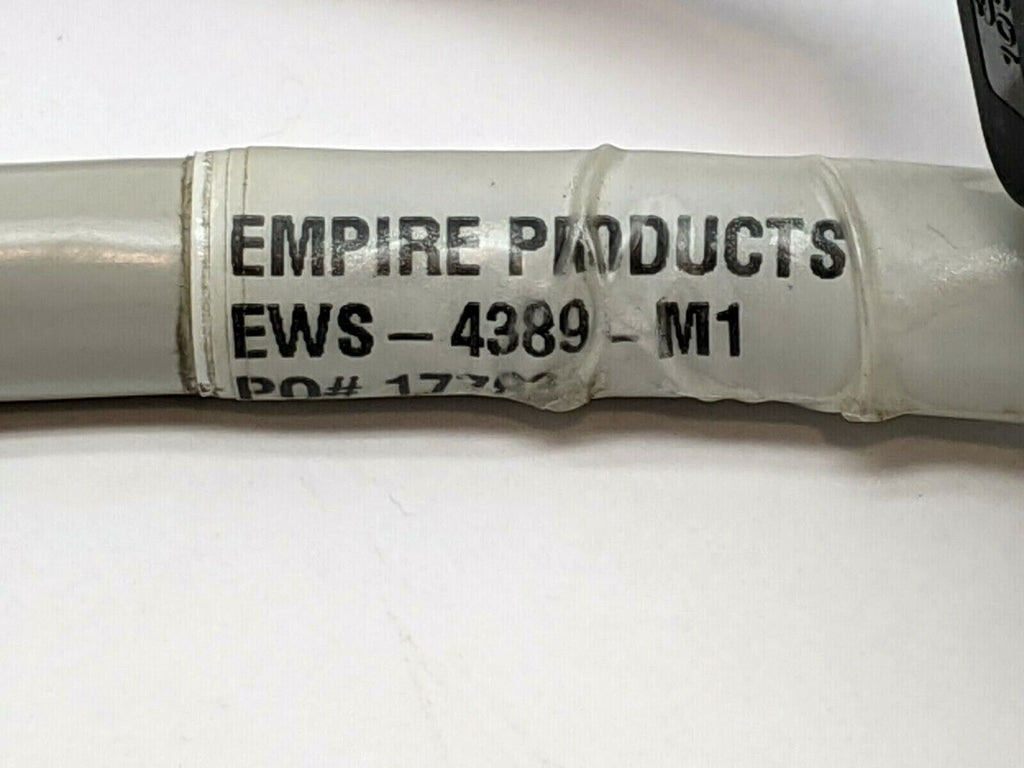 EMPIRE PRODUCTS
EWS - 4389 - M1
PO#